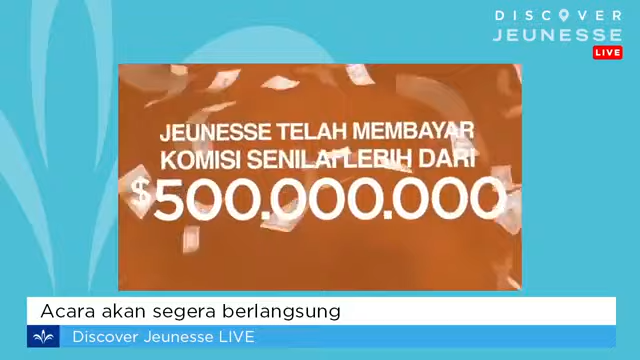 DISCOVER
JEUNESSE
LIVE
JEUNESSE TELAH MEMBAYAR
KOMISI SENILAI LEBIH DARI
$500.000.000
Acara akan segera berlangsung
Discover Jeunesse LIVE